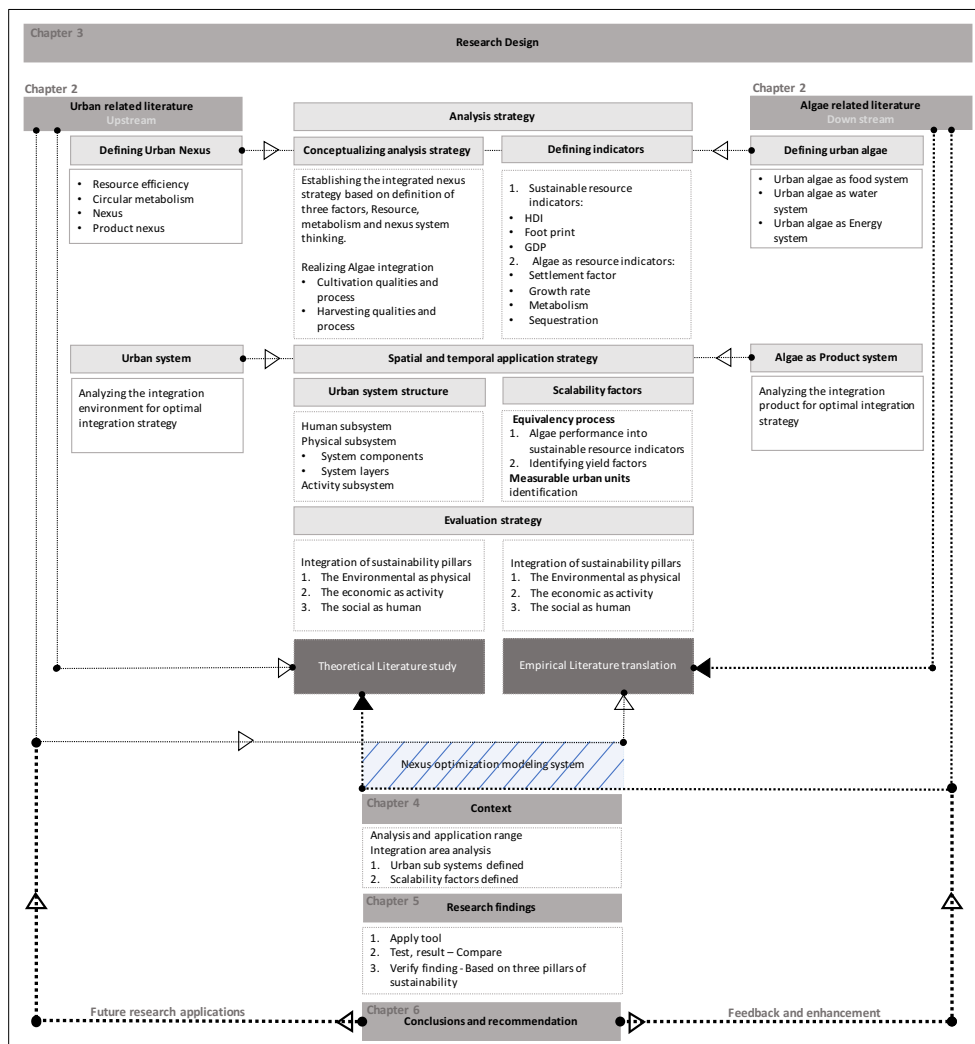 Chapter 3
Research Design
Chapter 2
Urban related literature
Upstream
Chapter 2
Algae related literature
Down stream
Analysis strategy
Defining Urban Nexus
• Resource efficiency
• Circular metabolism
• Nexus
• Product nexus
Conceptualizing analysis strategy
Establishing the integrated nexus
strategy based on definition of
three factors, Resource,
metabolism and nexus system
thinking.
Realizing Algae integration
• Cultivation qualities and
process
• Harvesting qualities and
process
Defining indicators
1. Sustainable resource
indicators:
• HDI
• Foot print
• GDP
2. Algae as resource indicators:
• Settlement factor
• Growth rate
• Metabolism
• Sequestration
Defining urban algae
• Urban algae as food system
• Urban algae as water
system
• Urban algae as Energy
system
Urban system
Analyzing the integration
environment for optimal
integration strategy
Spatial and temporal application strategy
Urban system structure
Human subsystem
Physical subsystem
• System components
• System layers
Activity subsystem
Scalability factors
Equivalency process
1. Algae performance into
sustainable resource indicators
2. Identifying yield factors
Measurable urban units
identification
Algae as Product system
Analyzing the integration
product for optimal integration
strategy
Evaluation strategy
Integration of sustainability pillars
1. The Environmental as physical
2. The economic as activity
3. The social as human
Integration of sustainability pillars
1. The Environmental as physical
2. The economic as activity
3. The social as human
Theoretical Literature study
Empirical Literature translation
Nexus optimization modeling system
Chapter 4
Context
Analysis and application range
Integration area analysis
1. Urban sub systems defined
2. Scalability factors defined
Chapter 5
Research findings
1. Apply tool
2. Test, result – Compare
3. Verify finding - Based on three pillars of
sustainability
Future research applications
Chapter 6
Conclusions and recommendation
Feedback and enhancement